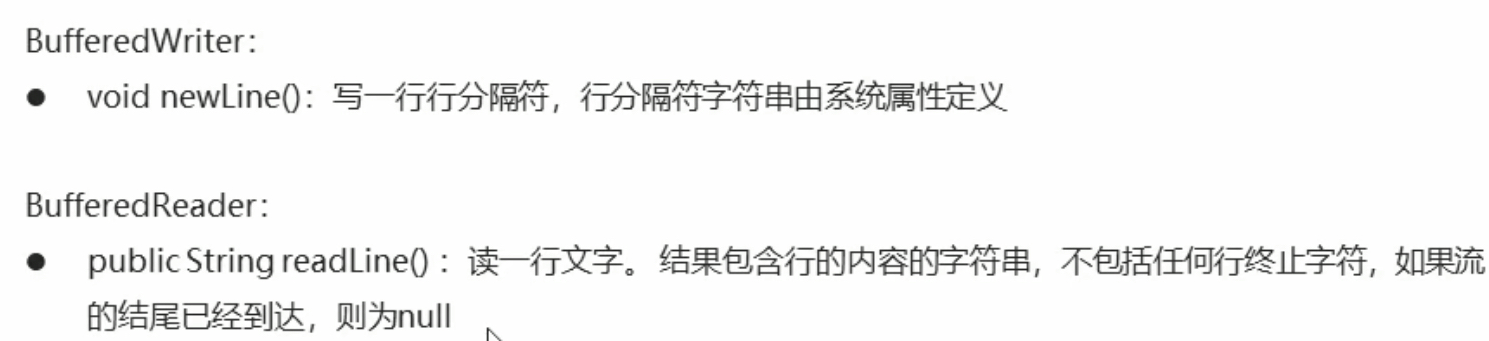 BufferedWriter：
● void newLine()：写一行行分隔符，行分隔符字符串由系统属性定义
BufferedReader：
● public String readLine() ：读一行文字。 结果包含行的内容的字符串，不包括任何行终止字符，如果流
的结尾已经到达，则为null